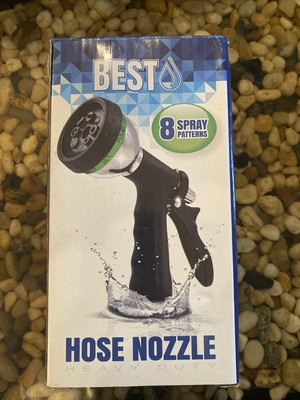 BEST
8 SPRAY
PATTERNS
HOSE NOZZLE
HEAVY DUTY